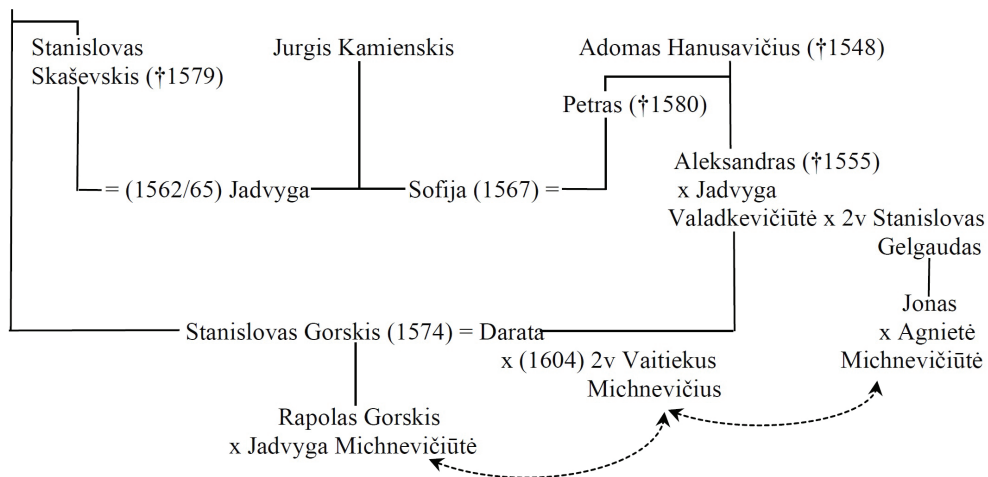 Stanislovas
Skaševskis (†1579)
Jurgis Kamienskis
Adomas Hanusavičius (†1548)
Petras (†1580)
Aleksandras (†1555)
x Jadvyga
Valadkevičiūtė x 2v Stanislovas
Gelgaudas
= (1562/65) Jadvyga
Sofija (1567) =
Jonas
x Agnietė
Michnevičiūtė
Stanislovas Gorskis (1574) = Darata
x (1604) 2v Vaitiekus
Michnevičius
Rapolas Gorskis
x Jadvyga Michnevičiūtė